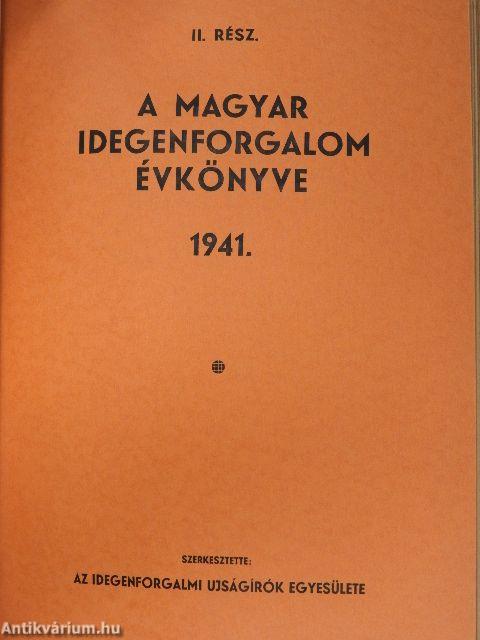 II. RÉSZ.
A MAGYAR
IDEGENFORGALOM
ÉVKÖNYVE
1941.
SZERKESZTETTE:
AZ IDEGENFORGALMI UJSÁGÍRÓK EGYESÜLETE
Antikvárium.hu